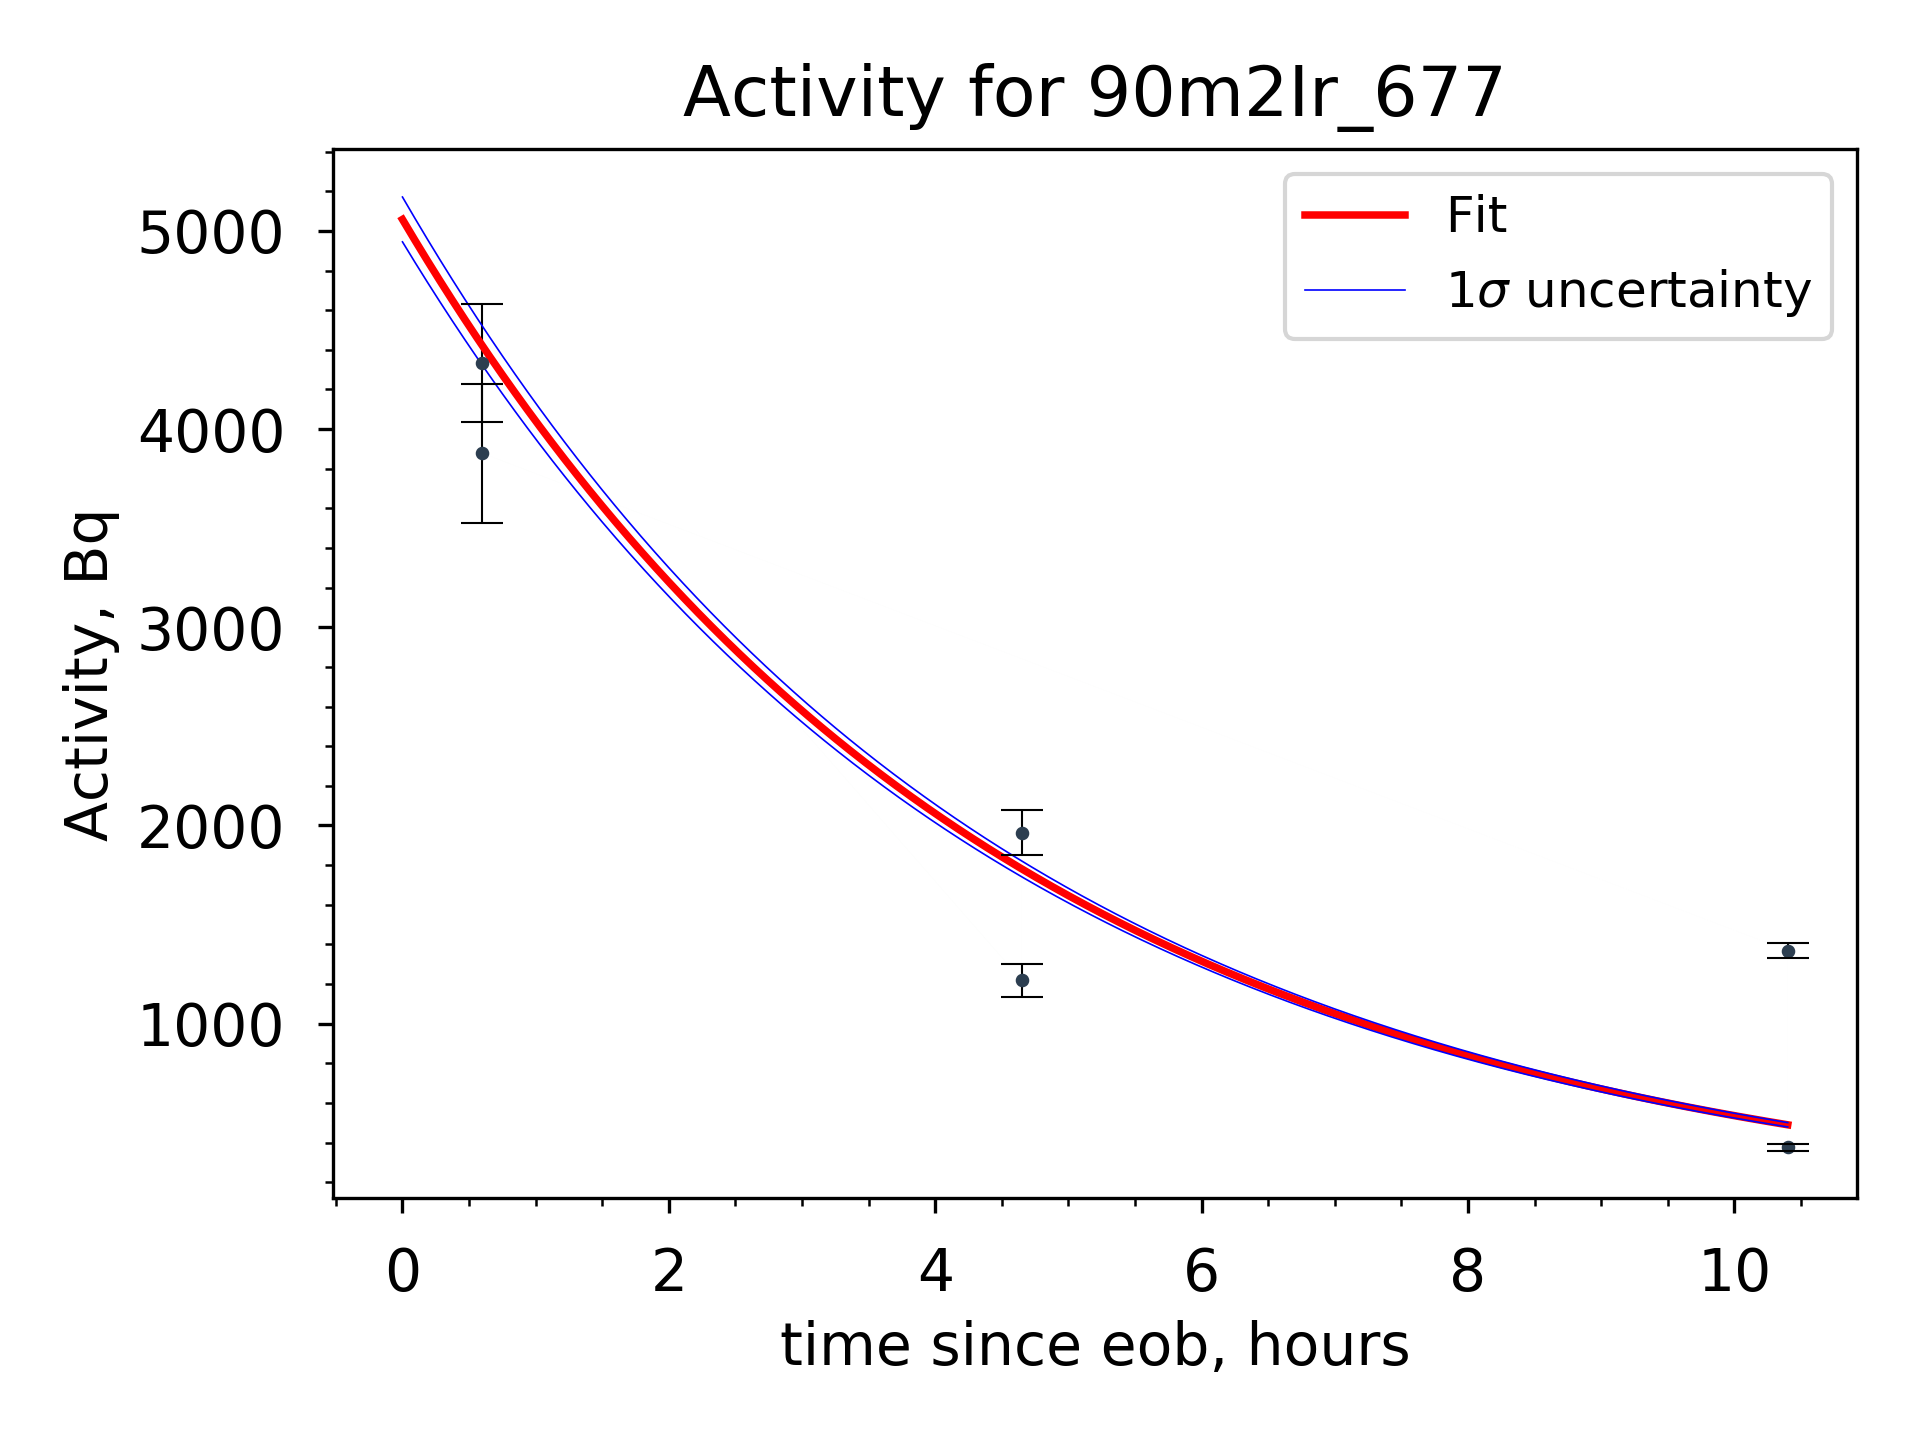 Activity for 90m2Ir_677
Fit
1σ uncertainty
5000
4000
3000
2000
1000
Activity, Bq
0 2 4 6 8 10
time since eob, hours